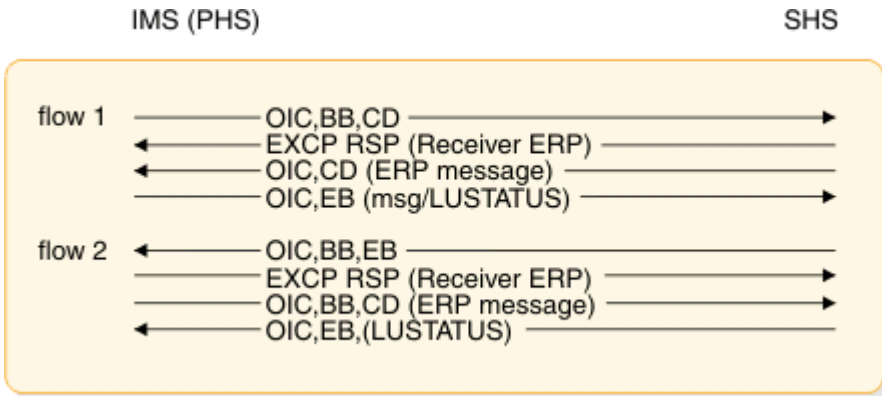 IMS (PHS) SHS
flow 1 OIC,BB,CD
EXCP RSP (Receiver ERP)
OIC,CD (ERP message)
OIC,EB (msg/LUSTATUS)
flow 2 OIC,BB,EB
EXCP RSP (Receiver ERP)
OIC,BB,CD (ERP message)
OIC,EB,(LUSTATUS)